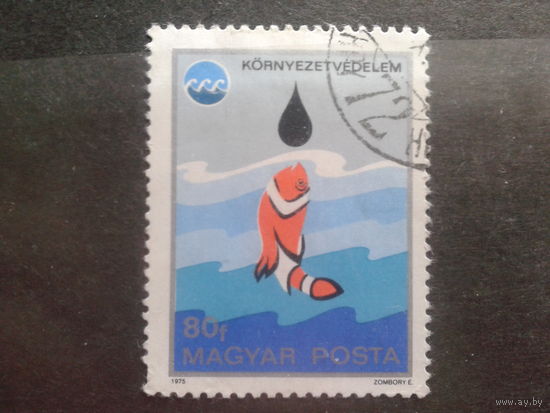 KÖRNYEZETVÉDELEM
80f
MAGYAR POSTA
1975 ZOMBORY É.
www.ay.by